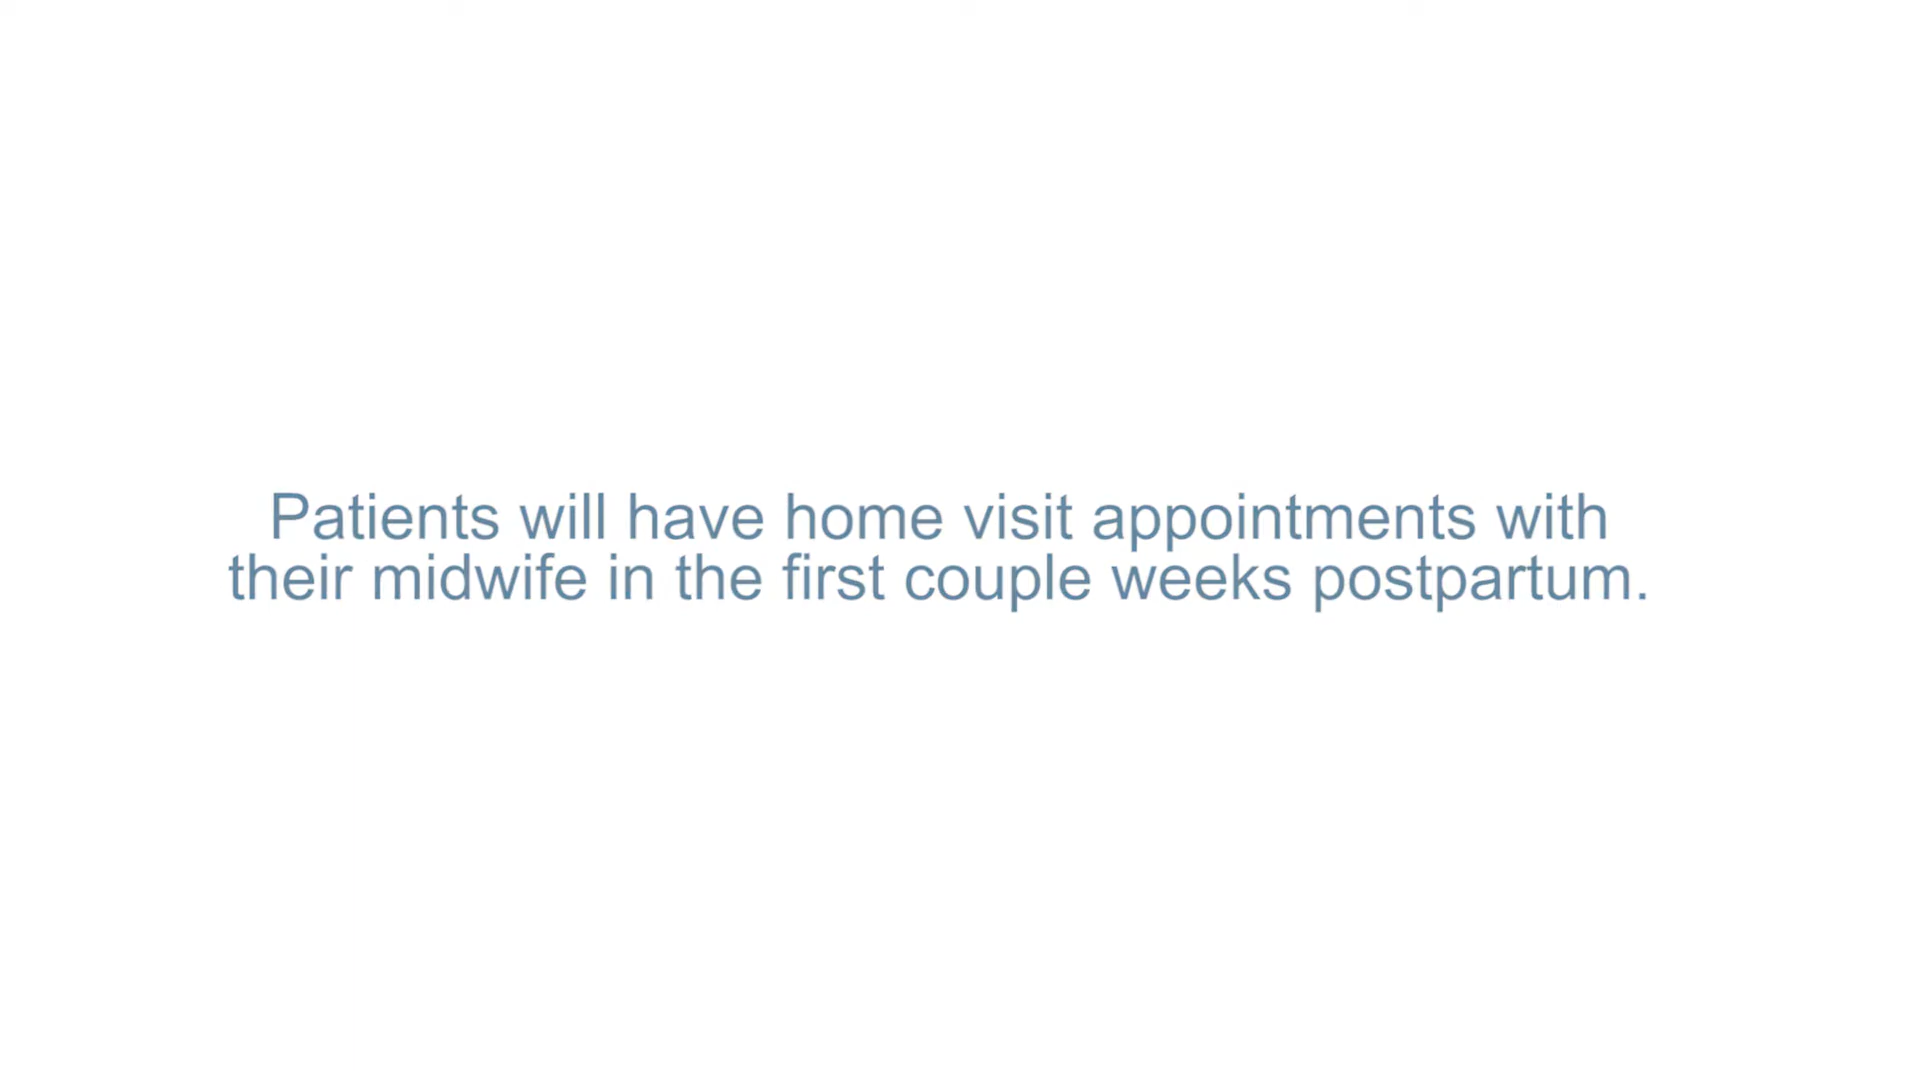 Patients will have home visit appointments with
their midwife in the first couple weeks postpartum.